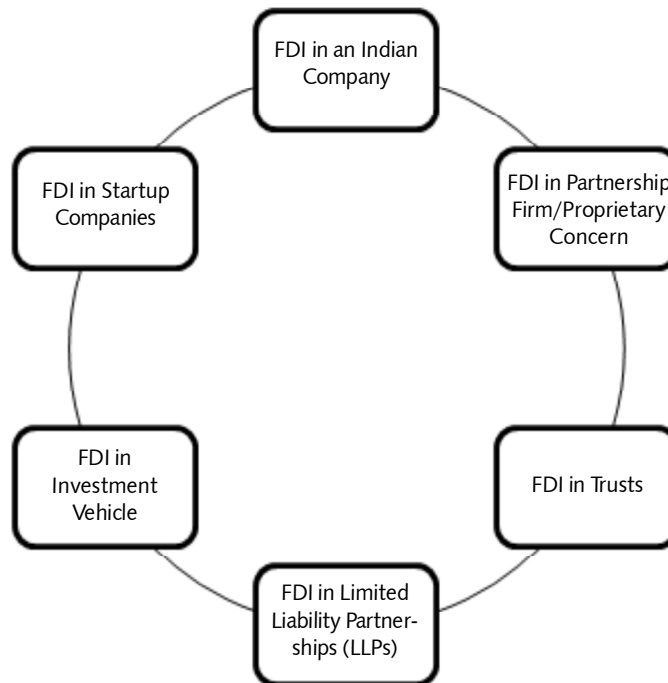 FDI in an Indian
Company
FDI in Partnership
Firm/Proprietary
Concern
FDI in Trusts
FDI in Limited
Liability Partner-
ships (LLPs)
FDI in
Investment
Vehicle
FDI in Startup
Companies